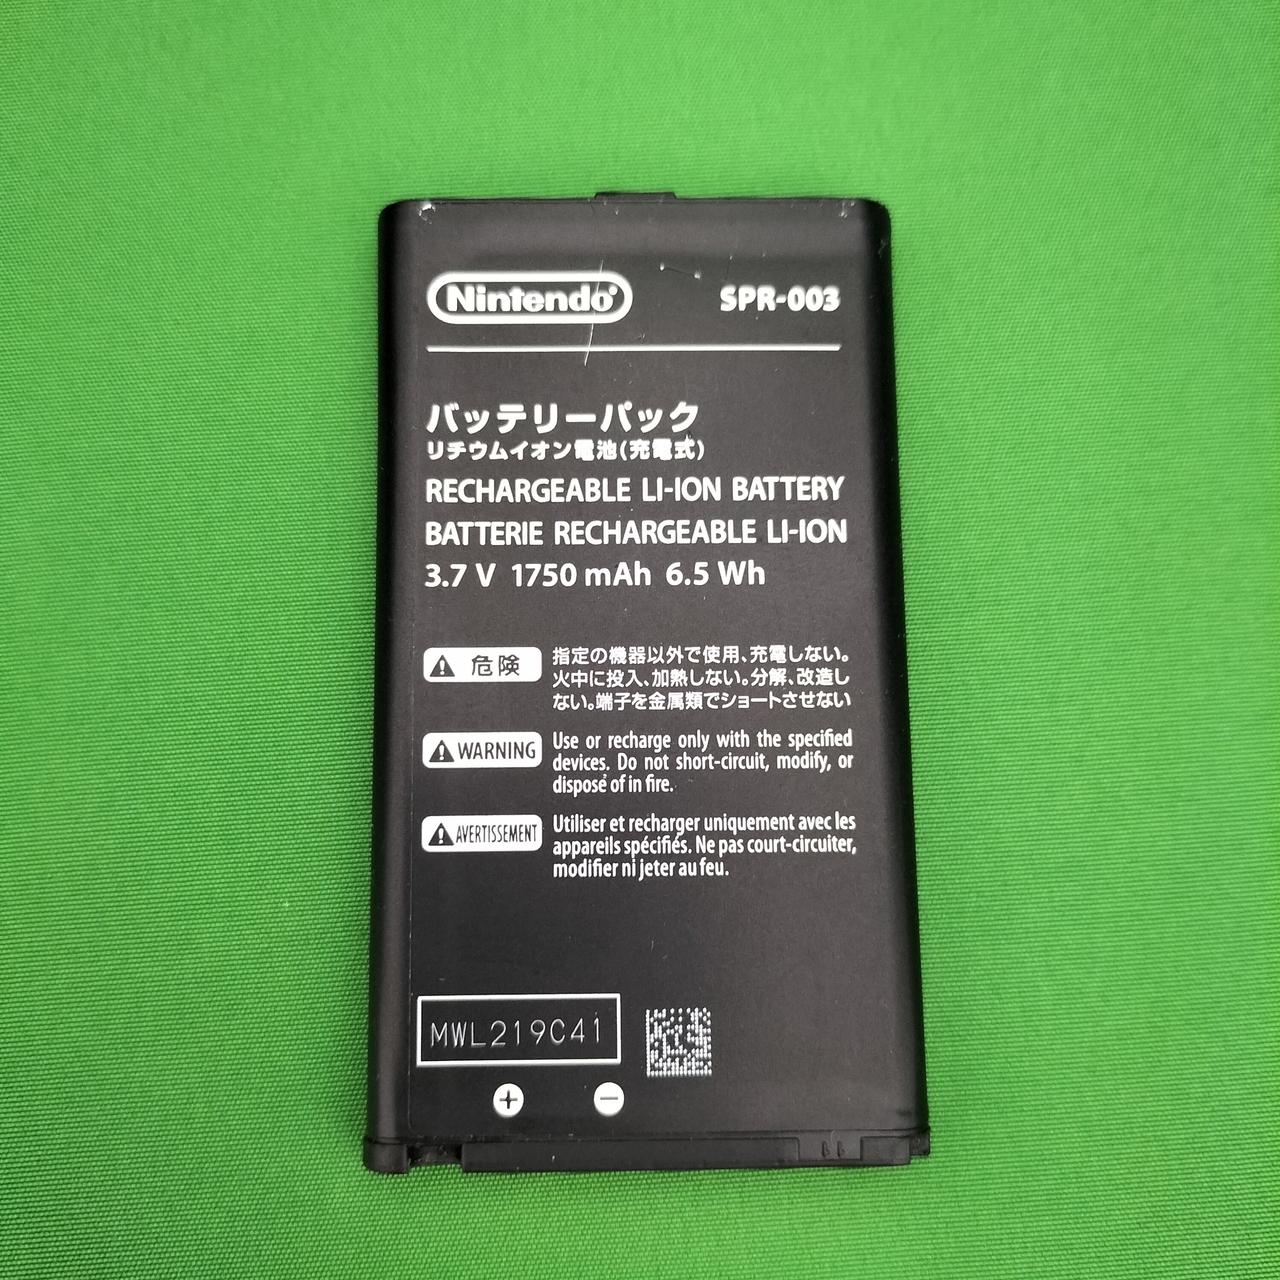 Nintendo SPR-003
バッテリーパック
リチウムイオン電池(充電式)
RECHARGEABLE LI-ION BATTERY
BATTERIE RECHARGEABLE LI-ION
3.7 V 1750 mAh 6.5 Wh
危険 指定の機器以外で使用、充電しない。
火中に投入、加熱しない。分解、改造し
ない。端子を金属類でショートさせない
WARNING Use or recharge only with the specified
devices. Do not short-circuit, modify, or
dispose of in fire.
AVERTISSEMENT Utiliser et recharger uniquement avec les
appareils spécifiés. Ne pas court-circuiter,
modifier ni jeter au feu.
MWL219C41
+ −